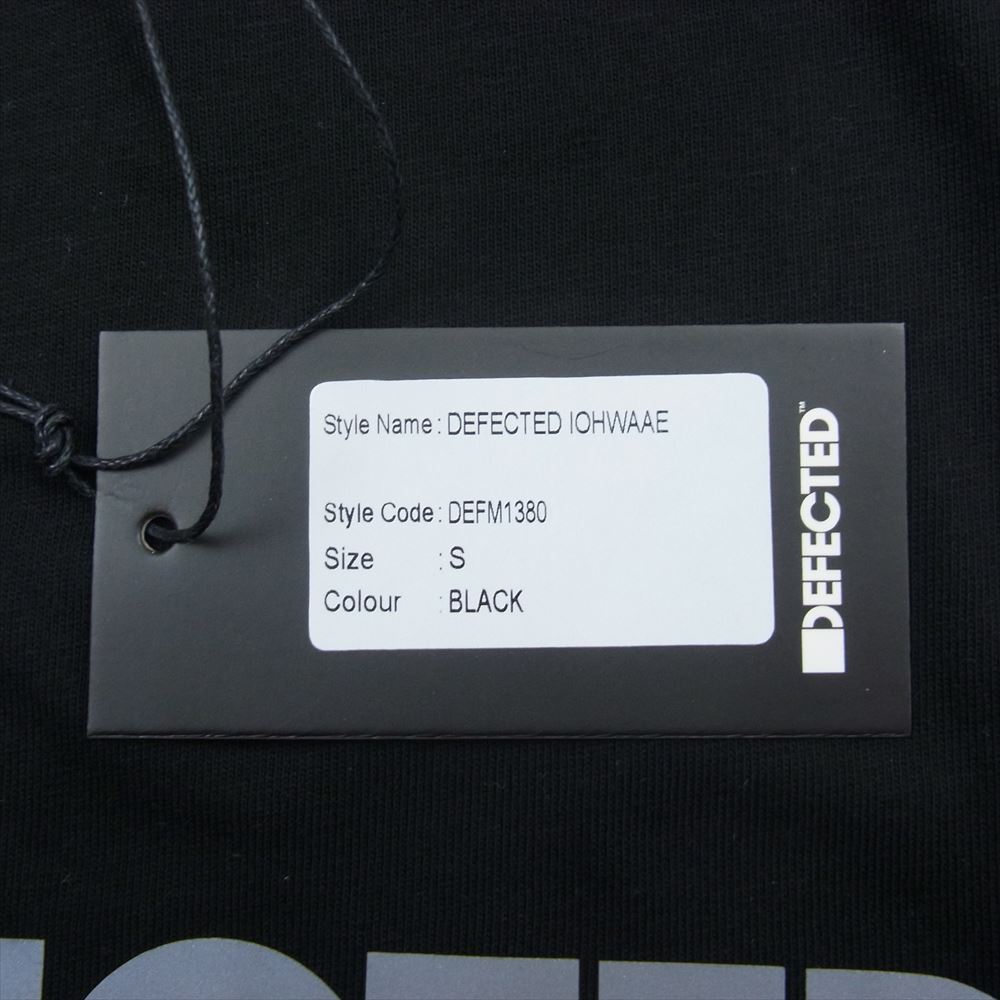 Style Name : DEFECTED IOHWAAE
Style Code : DEFM1380
Size : S
Colour : BLACK
DEFECTED™